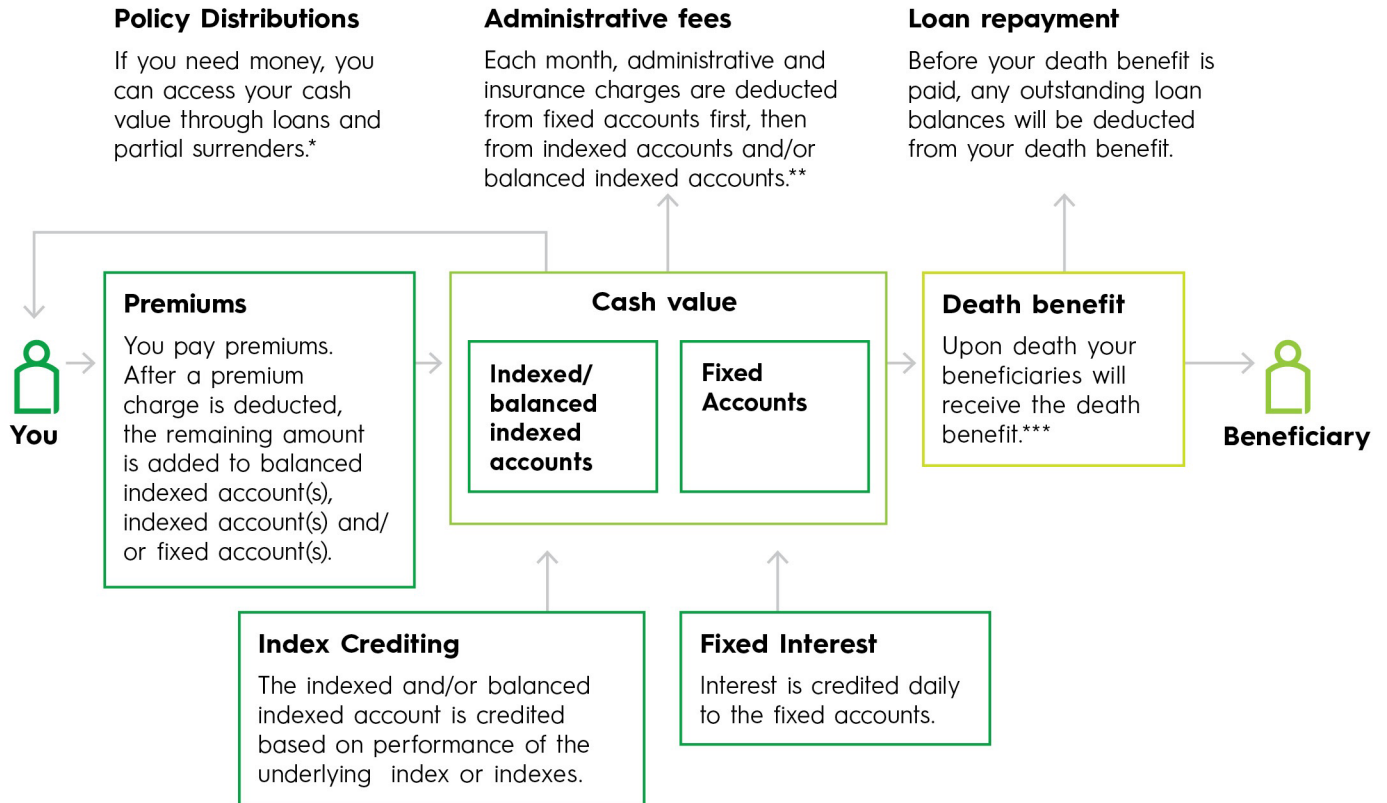 Policy Distributions
If you need money, you
can access your cash
value through loans and
partial surrenders.*
Administrative fees
Each month, administrative and
insurance charges are deducted
from fixed accounts first, then
from indexed accounts and/or
balanced indexed accounts.**
Loan repayment
Before your death benefit is
paid, any outstanding loan
balances will be deducted
from your death benefit.
You
Premiums
You pay premiums.
After a premium
charge is deducted,
the remaining amount
is added to balanced
indexed account(s),
indexed account(s) and/
or fixed account(s).
Cash value
Indexed/
balanced
indexed
accounts
Fixed
Accounts
Death benefit
Upon death your
beneficiaries will
receive the death
benefit.***
Beneficiary
Index Crediting
The indexed and/or balanced
indexed account is credited
based on performance of the
underlying index or indexes.
Fixed Interest
Interest is credited daily
to the fixed accounts.